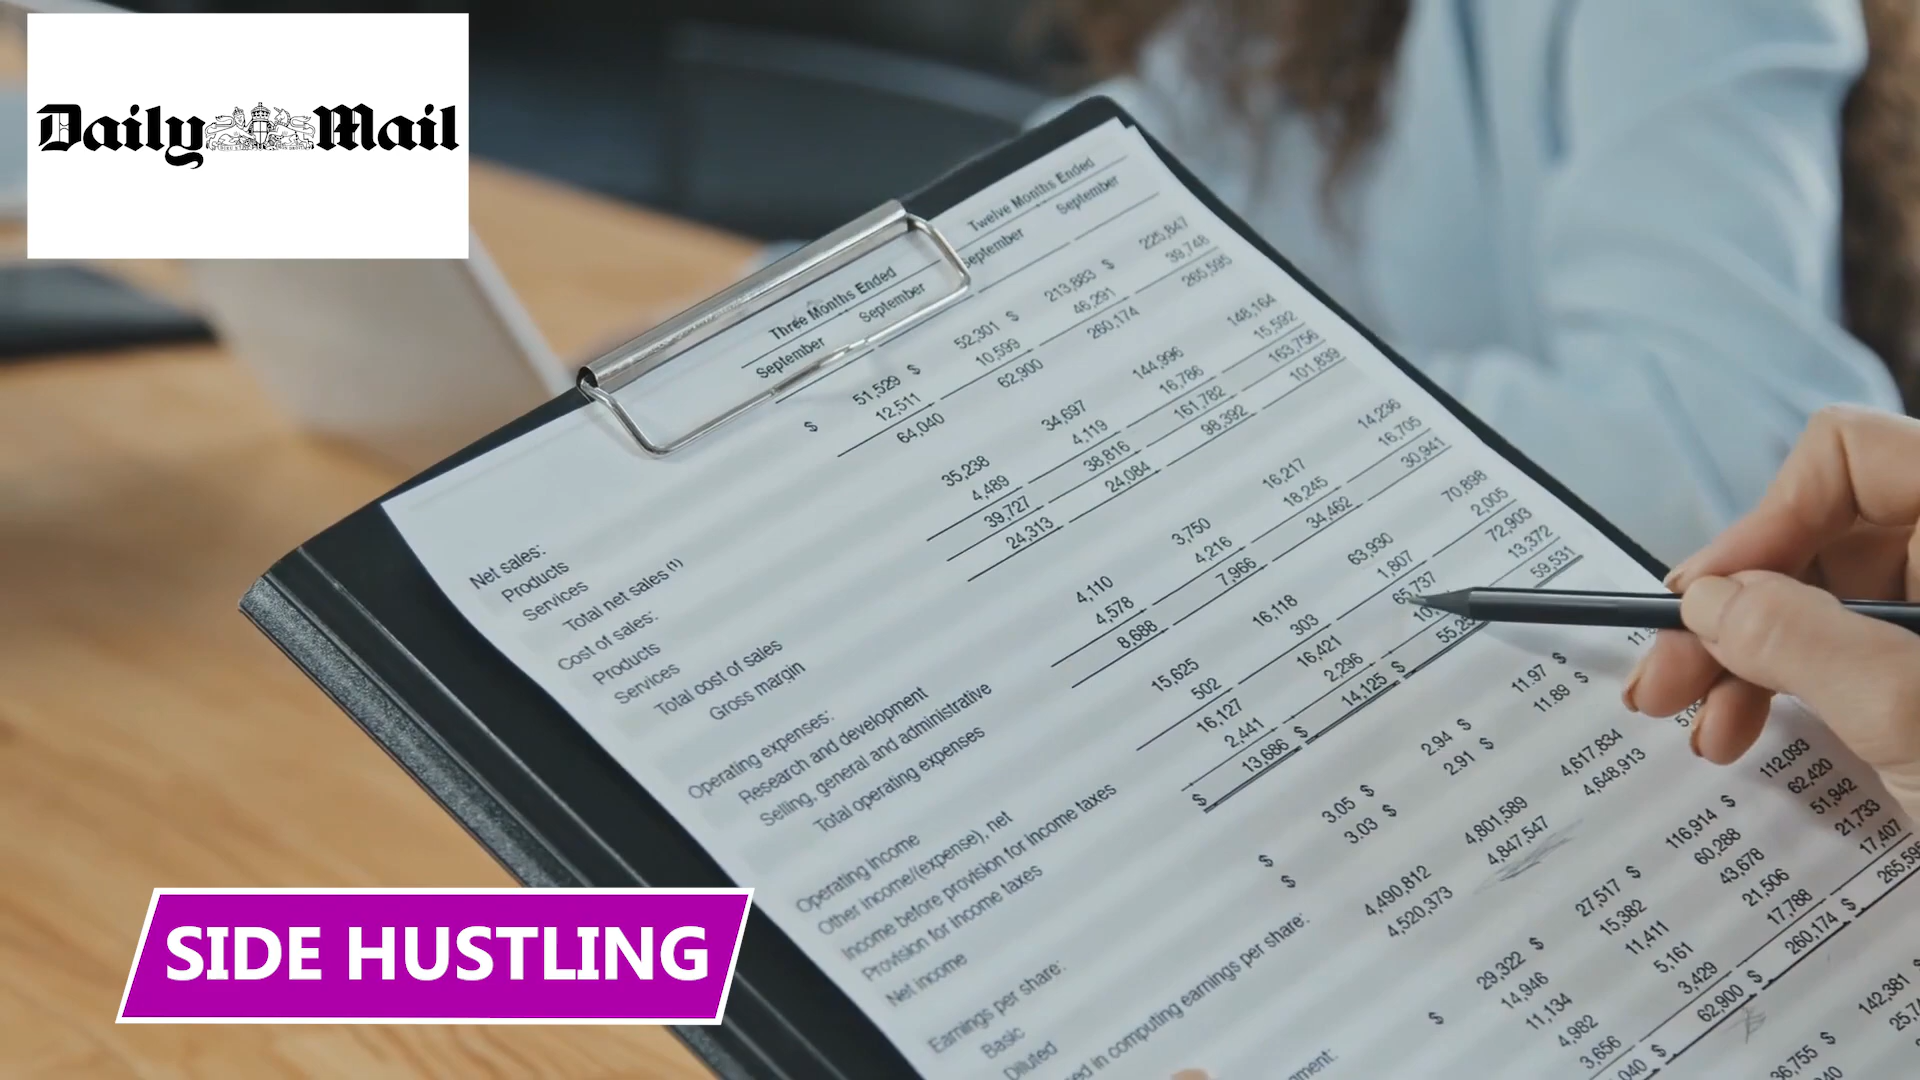 Daily Mail
Three Months Ended
Twelve Months Ended
September September September September
Net sales:
Products $ 51,529 $ 52,301 $ 213,883 $ 225,847
Services 12,511 10,599 46,291 39,748
Total net sales (1) 64,040 62,900 260,174 265,595
Cost of sales:
Products 35,238 34,697 144,996 148,164
Services 4,489 4,119 16,786 15,592
Total cost of sales 39,727 38,816 161,782 163,756
Gross margin 24,313 24,084 98,392 101,839
Operating expenses:
Research and development 4,110 3,750 16,217 14,236
Selling, general and administrative 4,578 4,216 18,245 16,705
Total operating expenses 8,688 7,966 34,462 30,941
Operating income 15,625 16,118 63,930 70,898
Other income/(expense), net 502 303 1,807 2,005
Income before provision for income taxes 16,127 16,421 65,737 72,903
Provision for income taxes 2,441 2,296 13,372
Net income $ 13,686 $ 14,125 $ 59,531
Earnings per share:
Basic $ 3.05 $ 2.94 $ 11.97 $
Diluted $ 3.03 $ 2.91 $ 11.89 $
in computing earnings per share:
4,490,812 4,801,589 4,617,834
4,520,373 4,847,547 4,648,913
$ 29,322 $ 27,517 $ 116,914 $ 112,093
14,946 15,382 60,288 62,420
11,134 11,411 43,678 51,942
4,982 5,161 21,506 21,733
3,656 3,429 17,788 17,407
$ 62,900 $ 260,174 $
142,381
SIDE HUSTLING